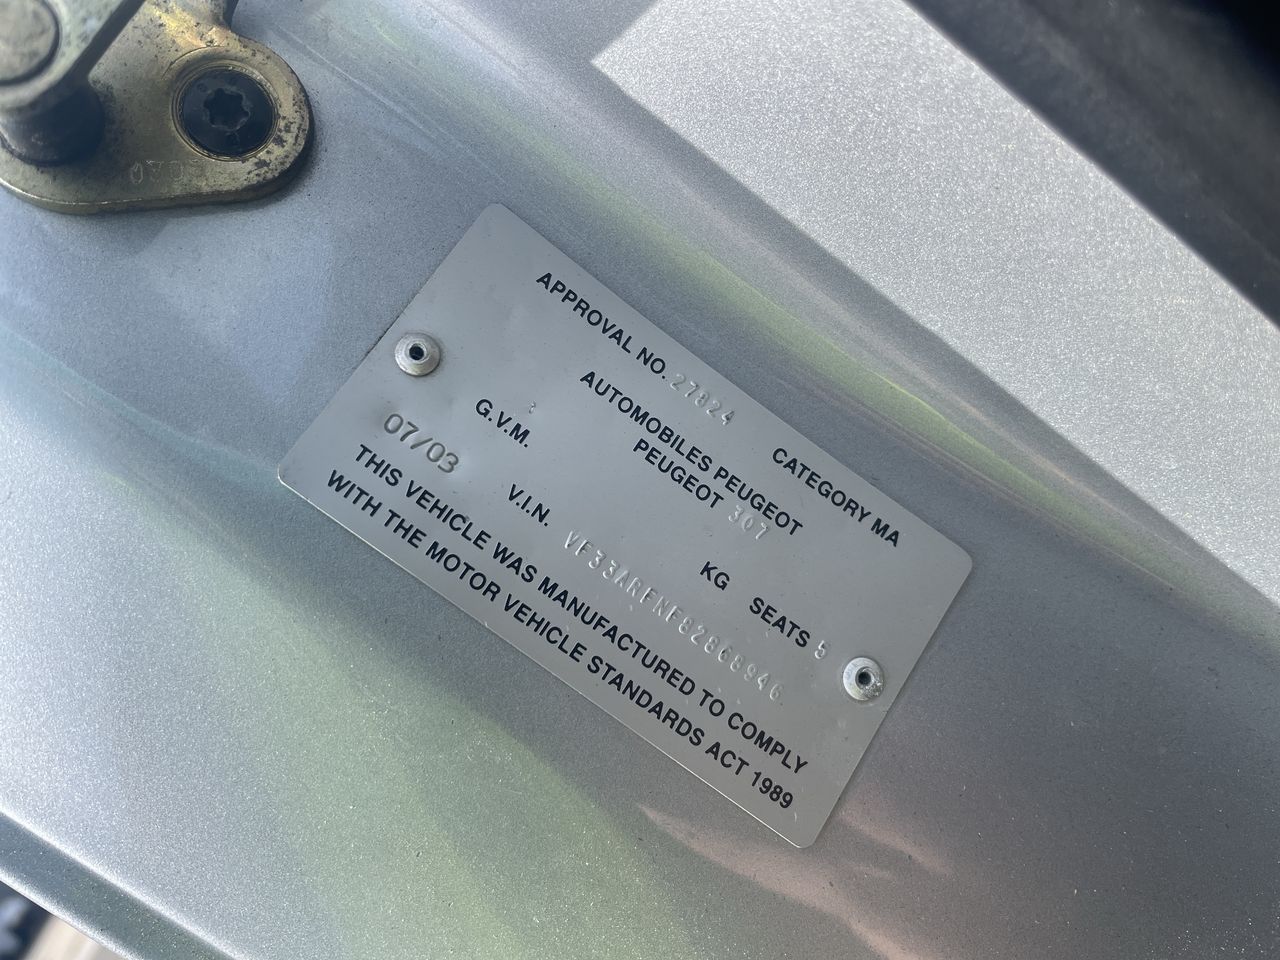 APPROVAL NO. 27824 CATEGORY MA
AUTOMOBILES PEUGEOT
PEUGEOT 307
G.V.M. KG SEATS 5
07/03 V.I.N. VF33ARFNF82868946
THIS VEHICLE WAS MANUFACTURED TO COMPLY
WITH THE MOTOR VEHICLE STANDARDS ACT 1989